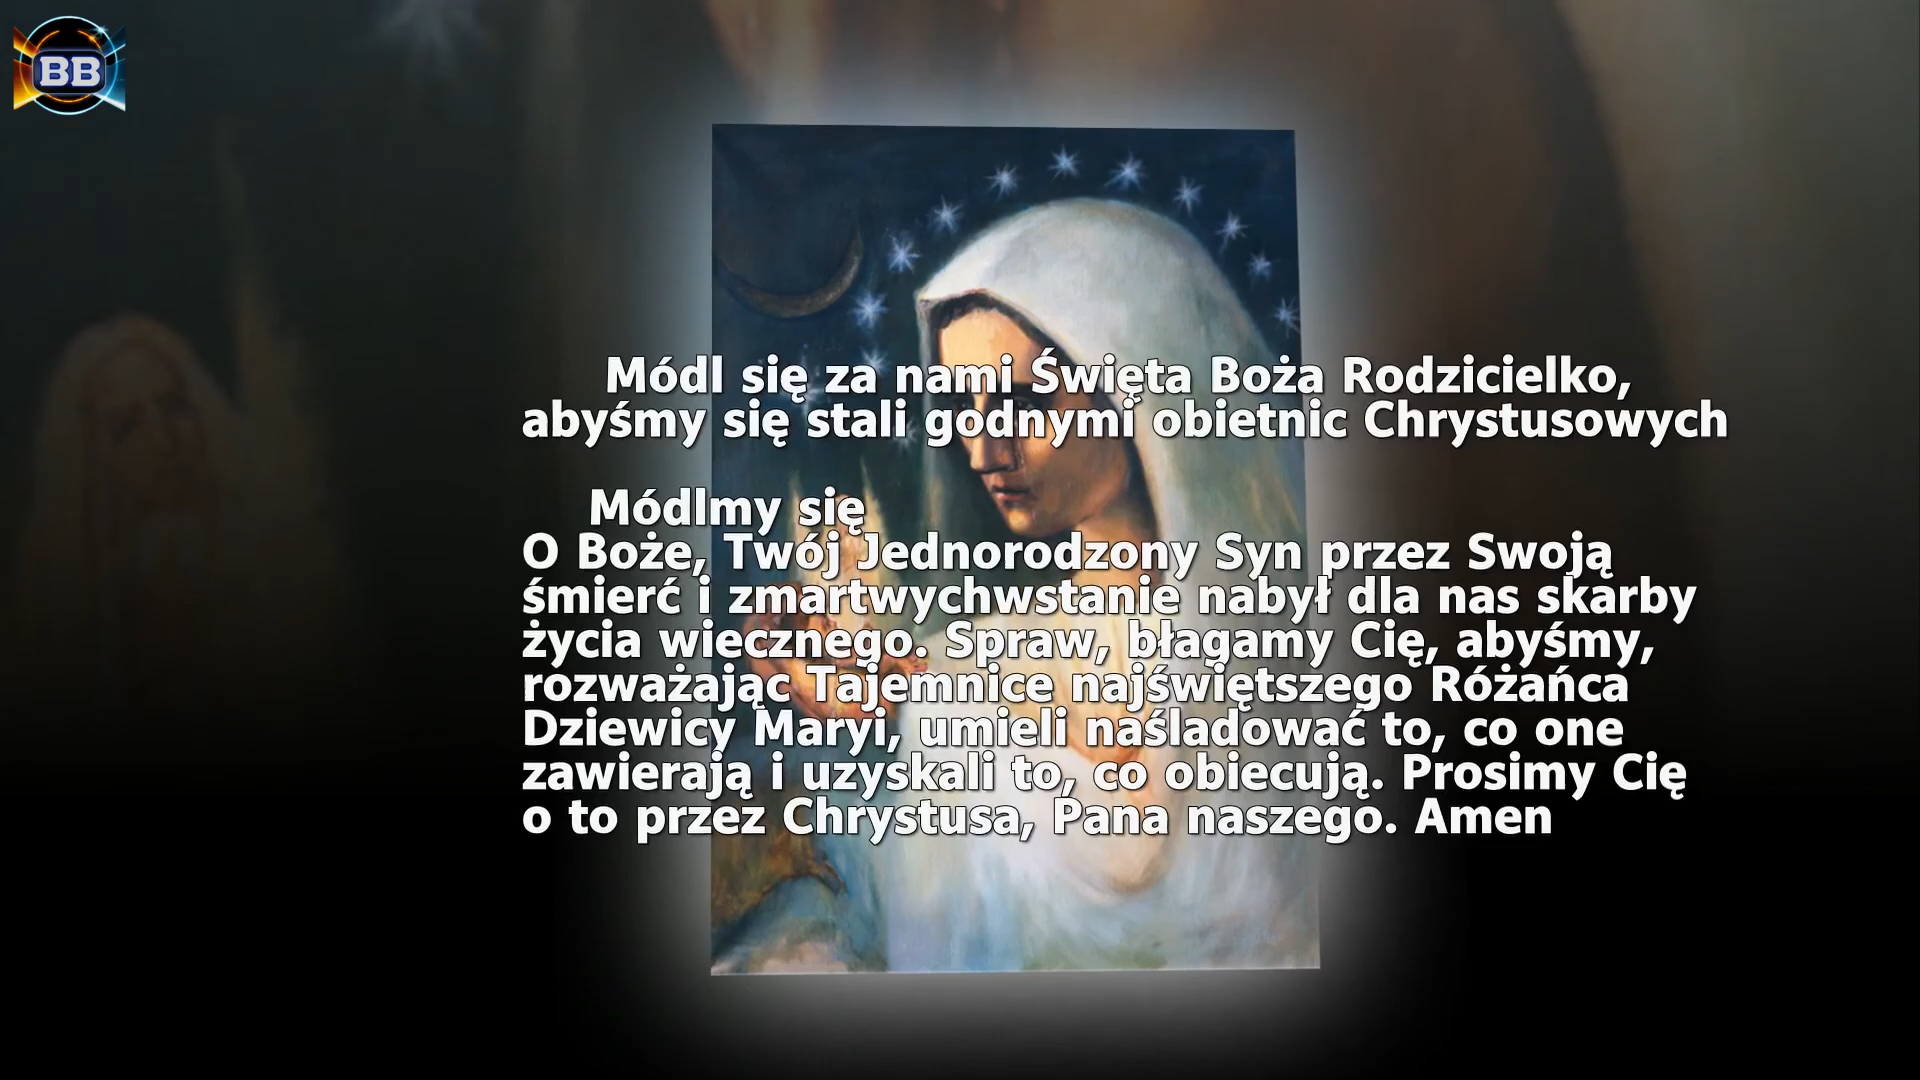 BB
Módl się za nami Święta Boża Rodzicielko,
abyśmy się stali godnymi obietnic Chrystusowych
Módlmy się
O Boże, Twój Jednorodzony Syn przez Swoją
śmierć i zmartwychwstanie nabył dla nas skarby
życia wiecznego. Spraw, błagamy Cię, abyśmy,
rozważając Tajemnice najświętszego Różańca
Dziewicy Maryi, umieli naśladować to, co one
zawierają i uzyskali to, co obiecują. Prosimy Cię
o to przez Chrystusa, Pana naszego. Amen